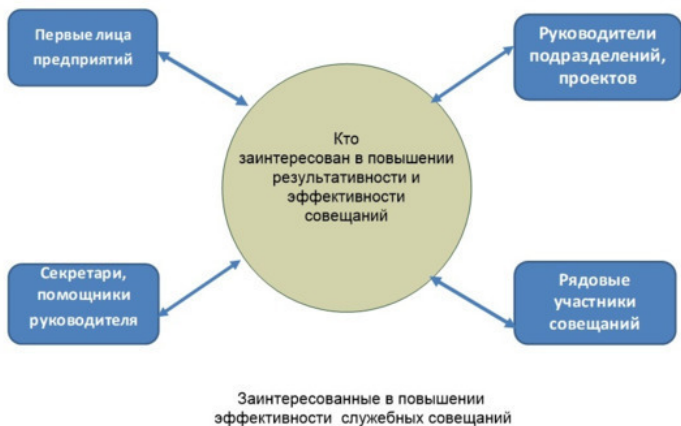 Первые лица
предприятий
Руководители
подразделений,
проектов
Кто
заинтересован в повышении
результативности и
эффективности
совещаний
Секретари,
помощники
руководителя
Рядовые
участники
совещаний
Заинтересованные в повышении
эффективности служебных совещаний